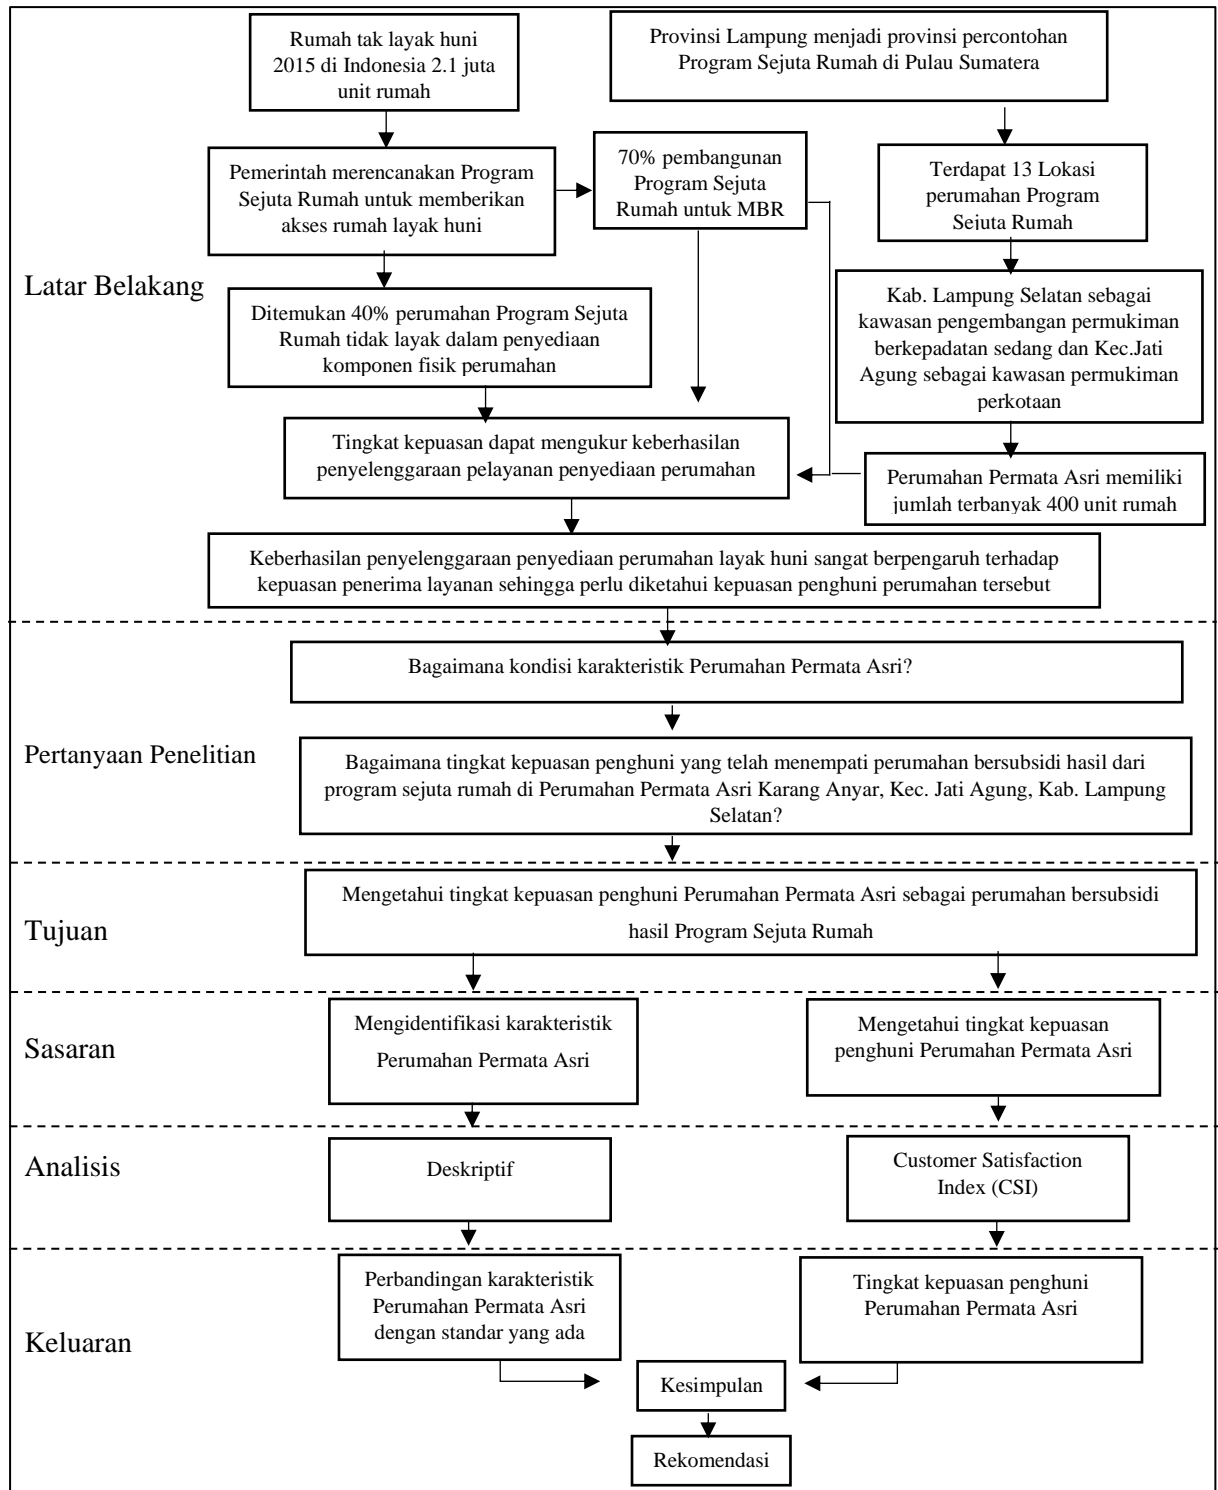 Rumah tak layak huni
2015 di Indonesia 2.1 juta
unit rumah
Provinsi Lampung menjadi provinsi percontohan
Program Sejuta Rumah di Pulau Sumatera
Pemerintah merencanakan Program
Sejuta Rumah untuk memberikan
akses rumah layak huni
70% pembangunan
Program Sejuta
Rumah untuk MBR
Terdapat 13 Lokasi
perumahan Program
Sejuta Rumah
Latar Belakang
Ditemukan 40% perumahan Program Sejuta
Rumah tidak layak dalam penyediaan
komponen fisik perumahan
Kab. Lampung Selatan sebagai
kawasan pengembangan permukiman
berkepadatan sedang dan Kec.Jati
Agung sebagai kawasan permukiman
perkotaan
Tingkat kepuasan dapat mengukur keberhasilan
penyelenggaraan pelayanan penyediaan perumahan
Perumahan Permata Asri memiliki
jumlah terbanyak 400 unit rumah
Keberhasilan penyelenggaraan penyediaan perumahan layak huni sangat berpengaruh terhadap
kepuasan penerima layanan sehingga perlu diketahui kepuasan penghuni perumahan tersebut
Pertanyaan Penelitian
Bagaimana kondisi karakteristik Perumahan Permata Asri?
Bagaimana tingkat kepuasan penghuni yang telah menempati perumahan bersubsidi hasil dari
program sejuta rumah di Perumahan Permata Asri Karang Anyar, Kec. Jati Agung, Kab. Lampung
Selatan?
Tujuan
Mengetahui tingkat kepuasan penghuni Perumahan Permata Asri sebagai perumahan bersubsidi
hasil Program Sejuta Rumah
Sasaran
Mengidentifikasi karakteristik
Perumahan Permata Asri
Mengetahui tingkat kepuasan
penghuni Perumahan Permata Asri
Analisis
Deskriptif
Customer Satisfaction
Index (CSI)
Keluaran
Perbandingan karakteristik
Perumahan Permata Asri
dengan standar yang ada
Tingkat kepuasan penghuni
Perumahan Permata Asri
Kesimpulan
Rekomendasi